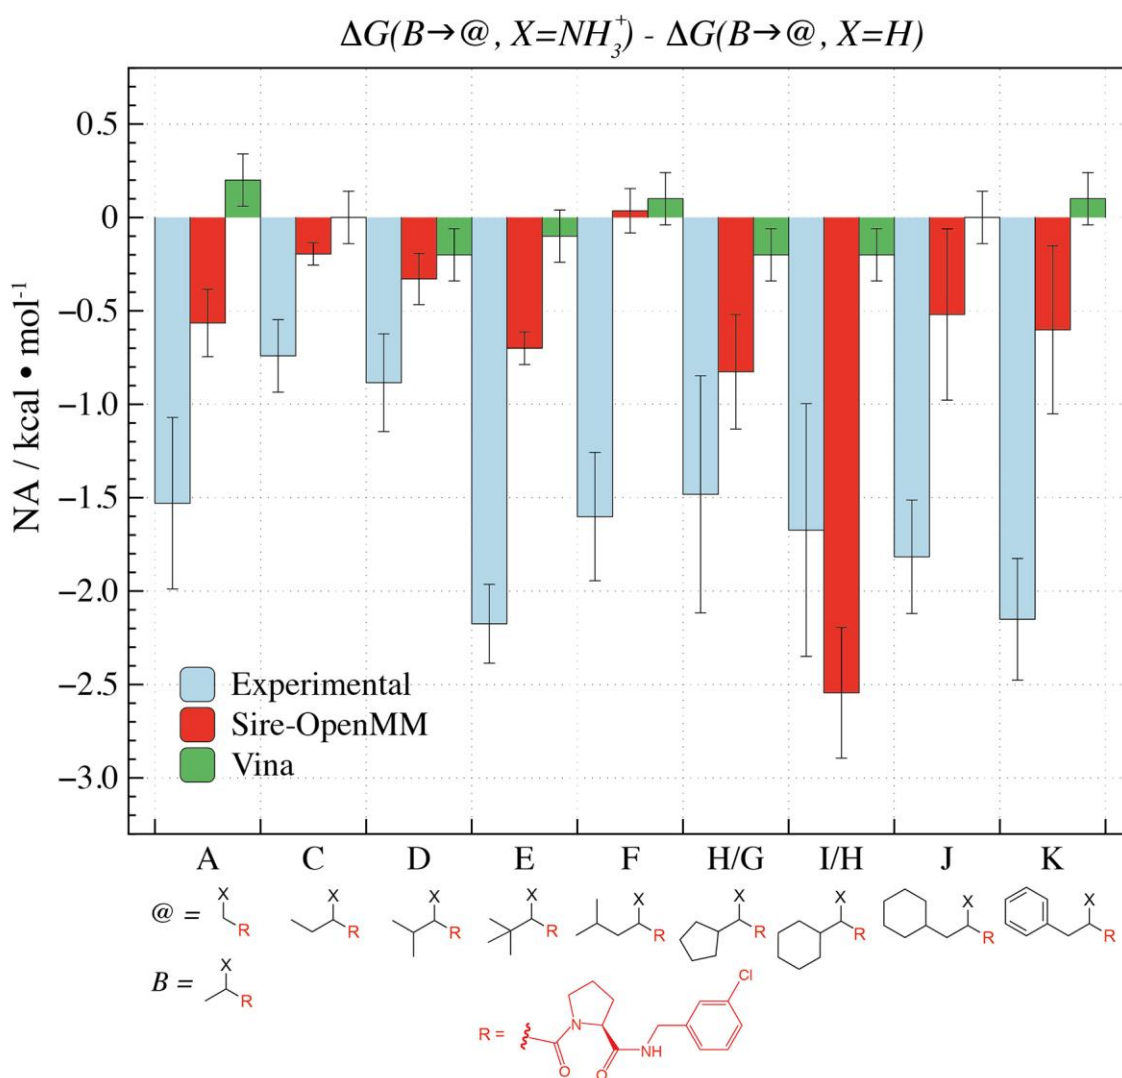 ΔG(B→@, X=NH₃⁺) - ΔG(B→@, X=H)
NA / kcal • mol⁻¹
0.5
0
−0.5
−1.0
−1.5
−2.0
−2.5
−3.0
Experimental
Sire-OpenMM
Vina
A C D E F H/G I/H J K
@ =
X X X X X X X X X
R R R R R R R R R
B =
X
R
Cl
R =
N
O
O
NH